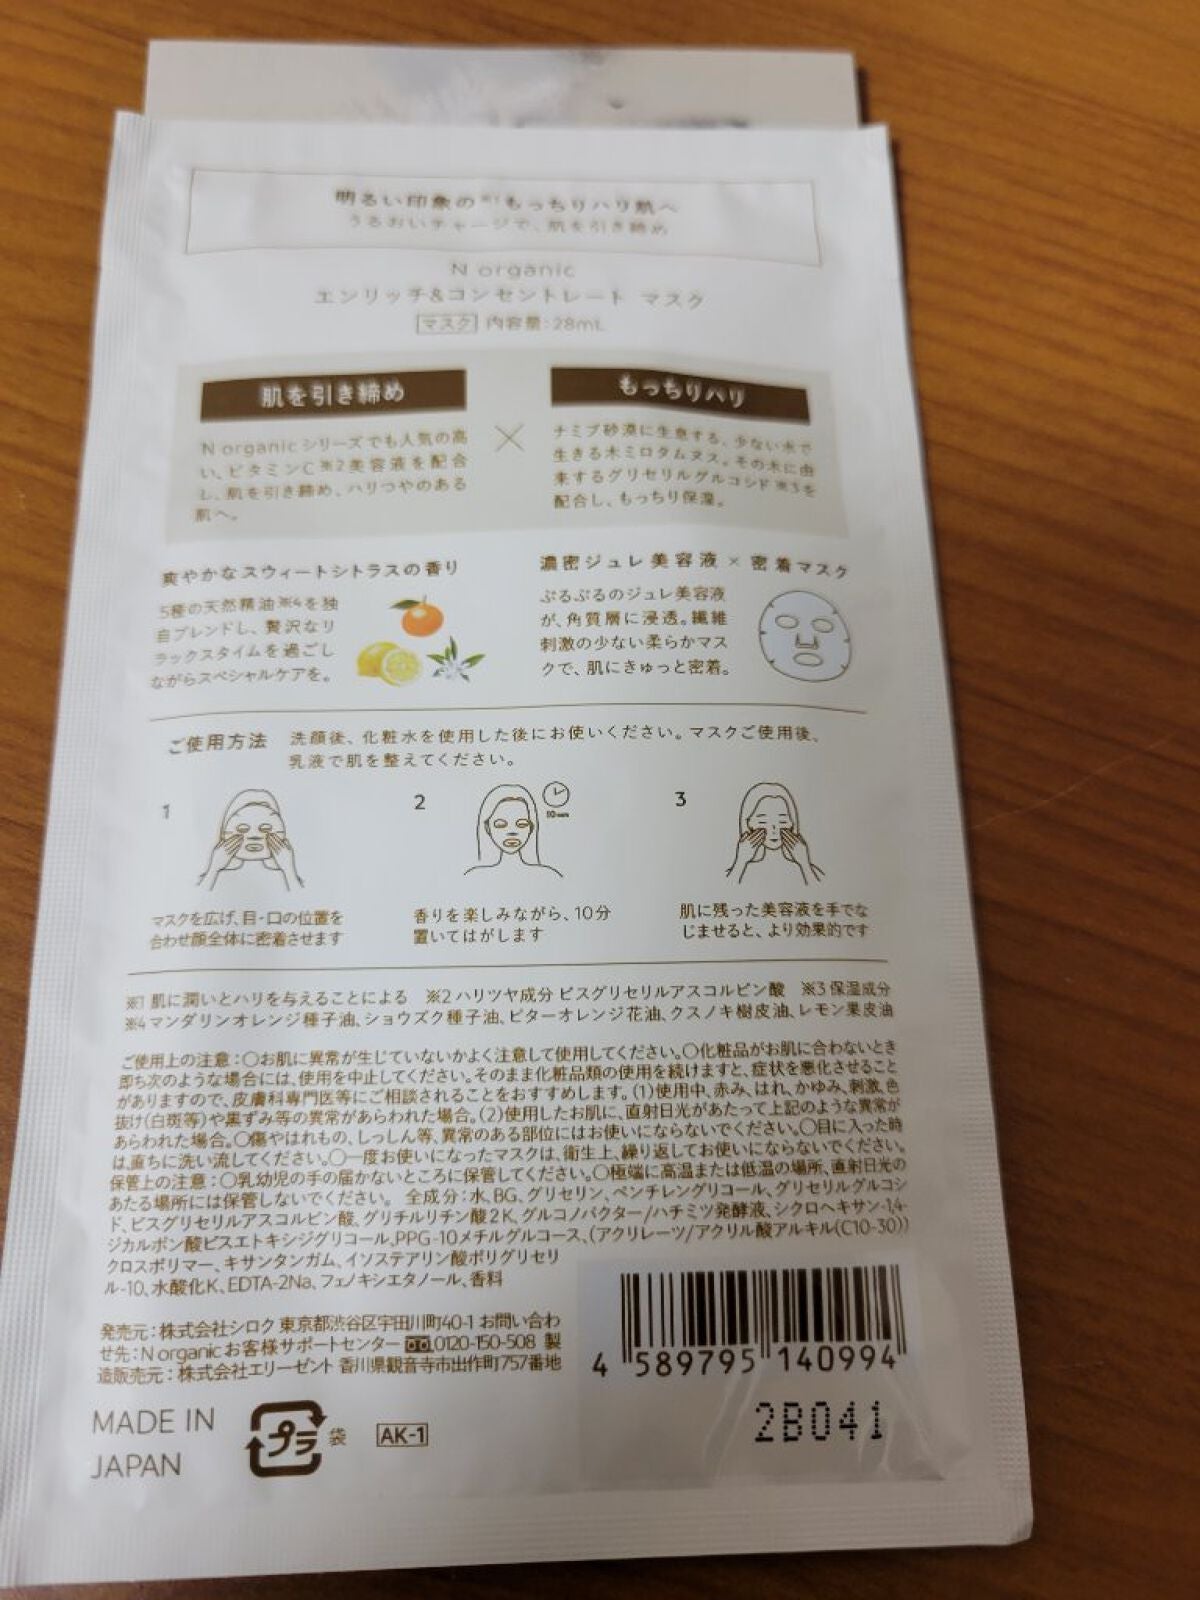 明るい印象の※1もっちりハリ肌へ
うるおいチャージで、肌を引き締め
N organic
エンリッチ&コンセントレート マスク
マスク 内容量:28mL
肌を引き締め
N organicシリーズでも人気の高
い、ビタミンC※2美容液を配合
し、肌を引き締め、ハリつやのある
肌へ。
×
もっちりハリ
ナミブ砂漠に生息する、少ない水で
生きる木ミロタムヌス。その木に由
来するグリセリルグルコシド※3を
配合し、もっちり保湿。
爽やかなスウィートシトラスの香り
5種の天然精油※4を独
自ブレンドし、贅沢なリ
ラックスタイムを過ごし
ながらスペシャルケアを。
濃密ジュレ美容液×密着マスク
ぷるぷるのジュレ美容液
が、角質層に浸透。繊維
刺激の少ない柔らかマス
クで、肌にきゅっと密着。
ご使用方法 洗顔後、化粧水を使用した後にお使いください。マスクご使用後、
乳液で肌を整えてください。
1
マスクを広げ、目・口の位置を
合わせ顔全体に密着させます
2
10min
香りを楽しみながら、10分
置いてはがします
3
肌に残った美容液を手でな
じませると、より効果的です
※1 肌に潤いとハリを与えることによる ※2 ハリツヤ成分 ビスグリセリルアスコルビン酸 ※3 保湿成分
※4 マンダリンオレンジ種子油、ショウズク種子油、ビターオレンジ花油、クスノキ樹皮油、レモン果皮油
ご使用上の注意:○お肌に異常が生じていないかよく注意して使用してください。○化粧品がお肌に合わないとき
即ち次のような場合には、使用を中止してください。そのまま化粧品類の使用を続けますと、症状を悪化させること
がありますので、皮膚科専門医等にご相談されることをおすすめします。(1)使用中、赤み、はれ、かゆみ、刺激、色
抜け(白斑等)や黒ずみ等の異常があらわれた場合。(2)使用したお肌に、直射日光があたって上記のような異常が
あらわれた場合。○傷やはれもの、しっしん等、異常のある部位にはお使いにならないでください。○目に入った時
は、直ちに洗い流してください。○一度お使いになったマスクは、衛生上、繰り返してお使いにならないでください。
保管上の注意:○乳幼児の手の届かないところに保管してください。○極端に高温または低温の場所、直射日光の
あたる場所には保管しないでください。 全成分:水、BG、グリセリン、ペンチレングリコール、グリセリルグルコシ
ド、ビスグリセリルアスコルビン酸、グリチルリチン酸2K、グルコノバクター/ハチミツ発酵液、シクロヘキサン-1,4-
ジカルボン酸ビスエトキシジグリコール、PPG-10メチルグルコース、(アクリレーツ/アクリル酸アルキル(C10-30))
クロスポリマー、キサンタンガム、イソステアリン酸ポリグリセリ
ル-10、水酸化K、EDTA-2Na、フェノキシエタノール、香料
発売元:株式会社シロク 東京都渋谷区宇田川町40-1 お問い合わ
せ先:N organicお客様サポートセンター 0120-150-508 製
造販売元:株式会社エリーゼント 香川県観音寺市出作町757番地
MADE IN
JAPAN
プラ 袋
AK-1
4 589795 140994
2B041